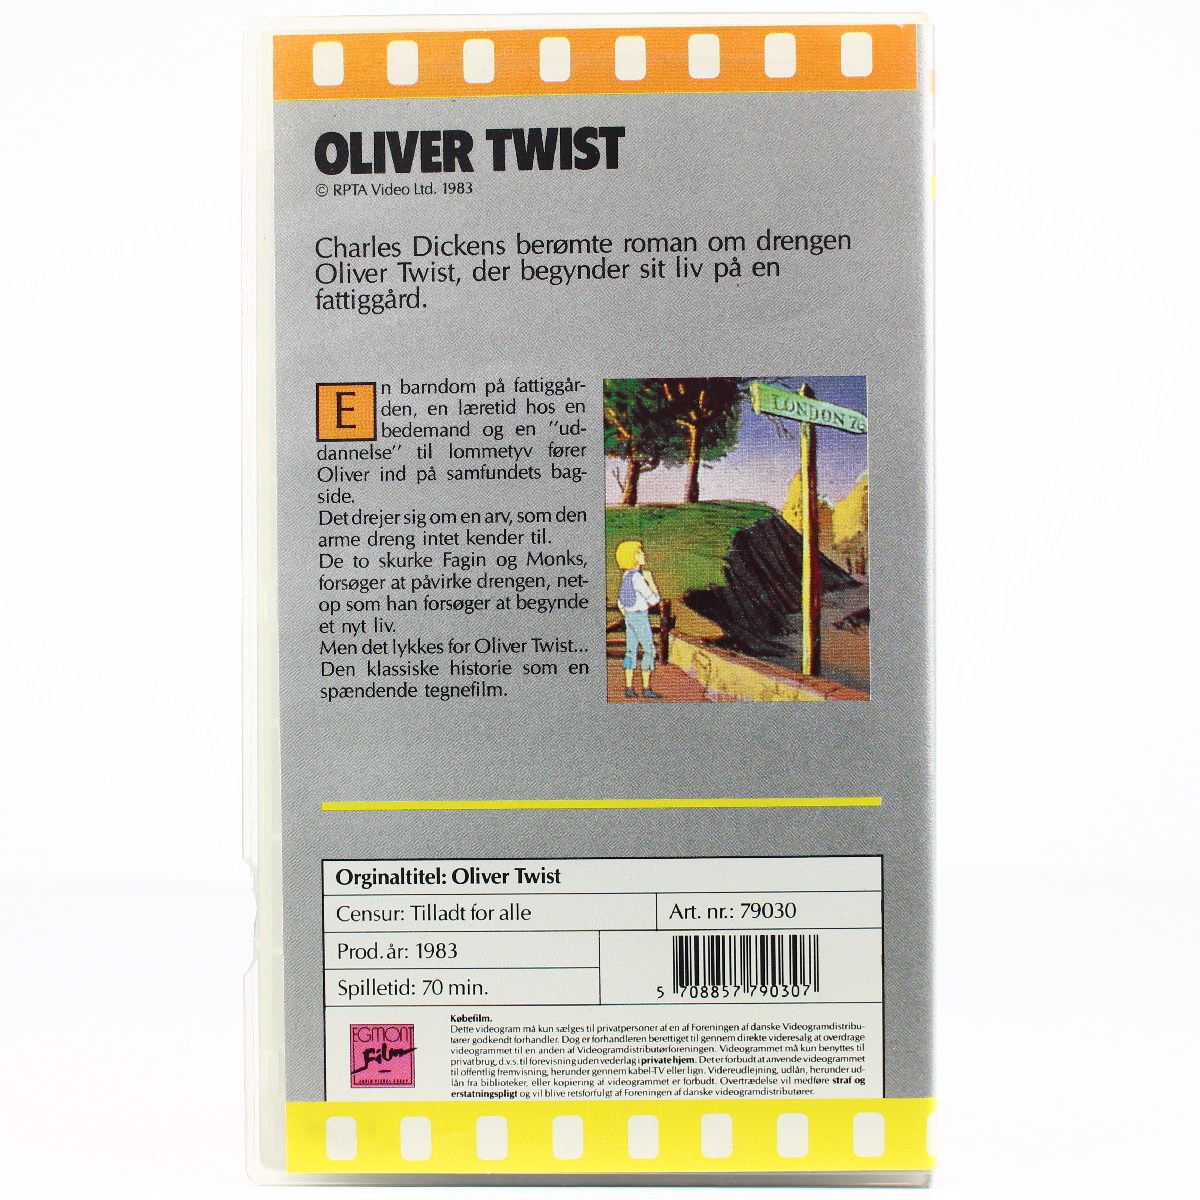 OLIVER TWIST
© RPTA Video Ltd. 1983
Charles Dickens berømte roman om drengen
Oliver Twist, der begynder sit liv på en
fattiggård.
En barndom på fattiggår-
den, en læretid hos en
bedemand og en "ud-
dannelse" til lommetyv fører
Oliver ind på samfundets bag-
side.
Det drejer sig om en arv, som den
arme dreng intet kender til.
De to skurke Fagin og Monks,
forsøger at påvirke drengen, net-
op som han forsøger at begynde
et nyt liv.
Men det lykkes for Oliver Twist...
Den klassiske historie som en
spændende tegnefilm.
LONDON 76
Orginaltitel: Oliver Twist
Censur: Tilladt for alle
Art. nr.: 79030
Prod. år: 1983
Spilletid: 70 min.
5 708857 790307
EGMONT
Film
Købefilm.
Dette videogram må kun sælges til privatpersoner af en af Foreningen af danske Videogramdistribu-
tører godkendt forhandler. Dog er forhandleren berettiget til gennem direkte videresalg at overdrage
videogrammet til en anden af Videogramdistributørforeningen. Videogrammet må kun benyttes til
privat brug, d.v.s. til forevisning uden vederlag i private hjem. Det er forbudt at anvende videogrammet
til offentlig fremvisning, herunder gennem kabel-TV eller lign. Videreudlejning, udlån, herunder ud-
lån fra biblioteker, eller kopiering af videogrammet er forbudt. Overtrædelse vil medføre straf og
erstatningspligt og vil blive retsforfulgt af Foreningen af danske videogramdistributører.